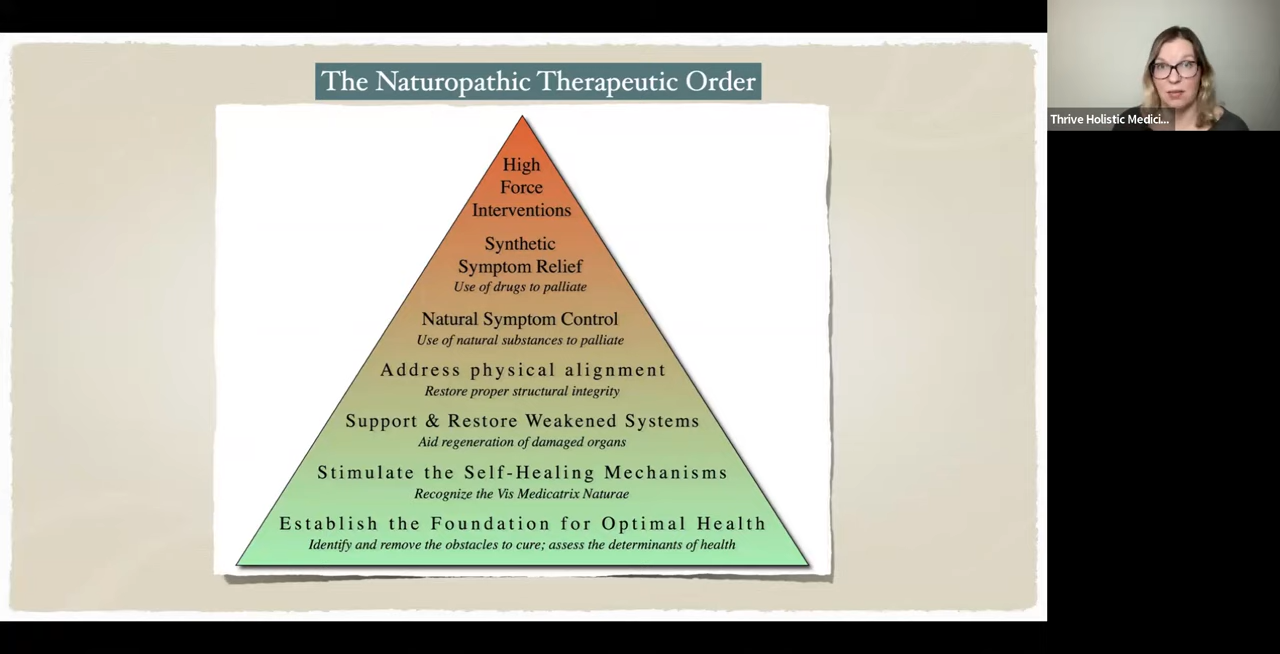 The Naturopathic Therapeutic Order
High
Force
Interventions
Synthetic
Symptom Relief
Use of drugs to palliate
Natural Symptom Control
Use of natural substances to palliate
Address physical alignment
Restore proper structural integrity
Support & Restore Weakened Systems
Aid regeneration of damaged organs
Stimulate the Self-Healing Mechanisms
Recognize the Vis Medicatrix Naturae
Establish the Foundation for Optimal Health
Identify and remove the obstacles to cure; assess the determinants of health
Thrive Holistic Medici...